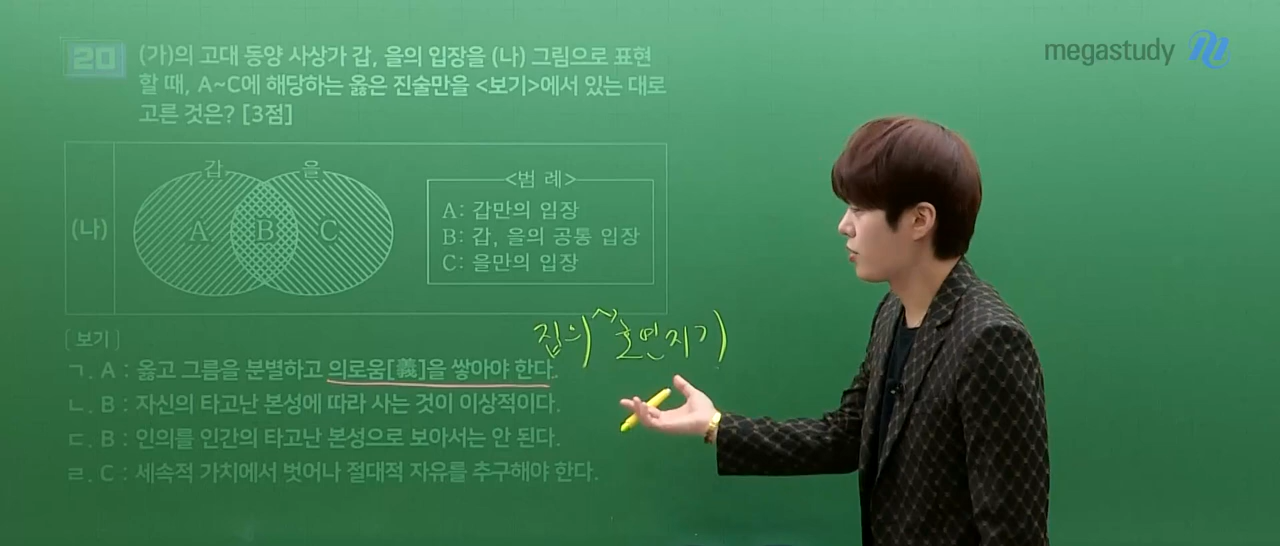 megastudy
20 (가)의 고대 동양 사상가 갑, 을의 입장을 (나) 그림으로 표현
할 때, A~C에 해당하는 옳은 진술만을 <보기>에서 있는 대로
고른 것은? [3점]
갑 을
(나) A B C
<범 례>
A: 갑만의 입장
B: 갑, 을의 공통 입장
C: 을만의 입장
집의 호연지기
[보기]
ㄱ. A : 옳고 그름을 분별하고 의로움[義]을 쌓아야 한다.
ㄴ. B : 자신의 타고난 본성에 따라 사는 것이 이상적이다.
ㄷ. B : 인의를 인간의 타고난 본성으로 보아서는 안 된다.
ㄹ. C : 세속적 가치에서 벗어나 절대적 자유를 추구해야 한다.